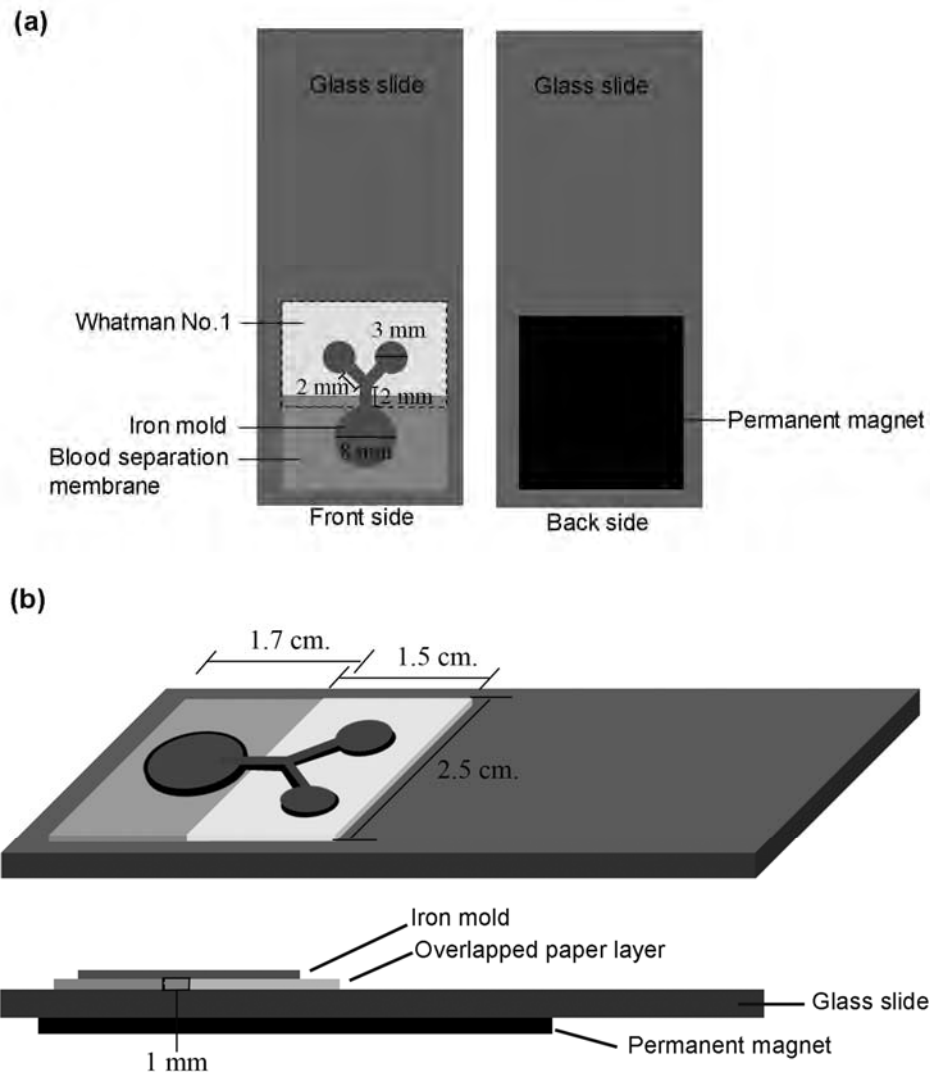 (a)
Glass slide
Glass slide
Whatman No.1
3 mm
2 mm
2 mm
Iron mold
8 mm
Blood separation
membrane
Permanent magnet
Front side
Back side
(b)
1.7 cm.
1.5 cm.
2.5 cm.
Iron mold
Overlapped paper layer
Glass slide
Permanent magnet
1 mm